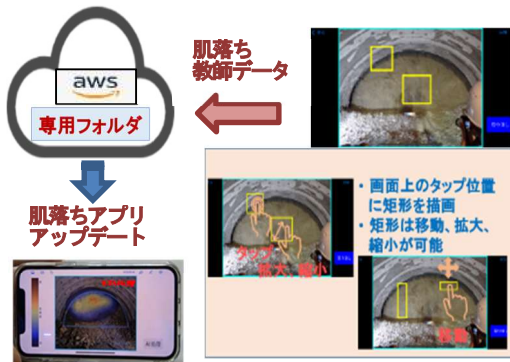 aws
専用フォルダ
肌落ち
教師データ
肌落ちアプリ
アップデート
・ 画面上のタップ位置
に矩形を描画
・ 矩形は移動、拡大、
縮小が可能
タップ
拡大、縮小
移動